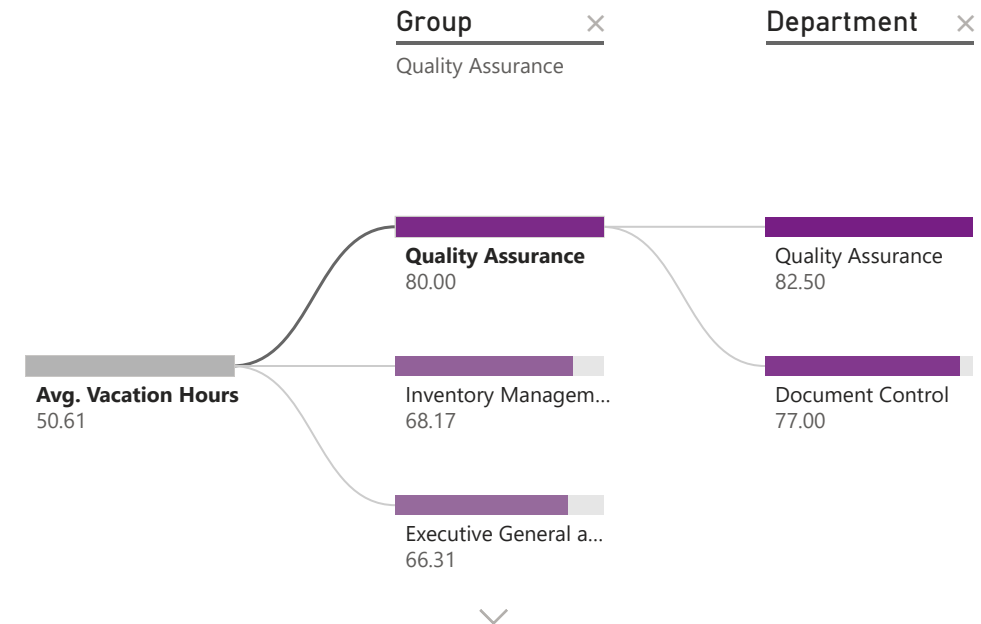 Group
Department
Quality Assurance
Quality Assurance
80.00
Quality Assurance
82.50
Avg. Vacation Hours
50.61
Inventory Managem...
68.17
Document Control
77.00
Executive General a...
66.31